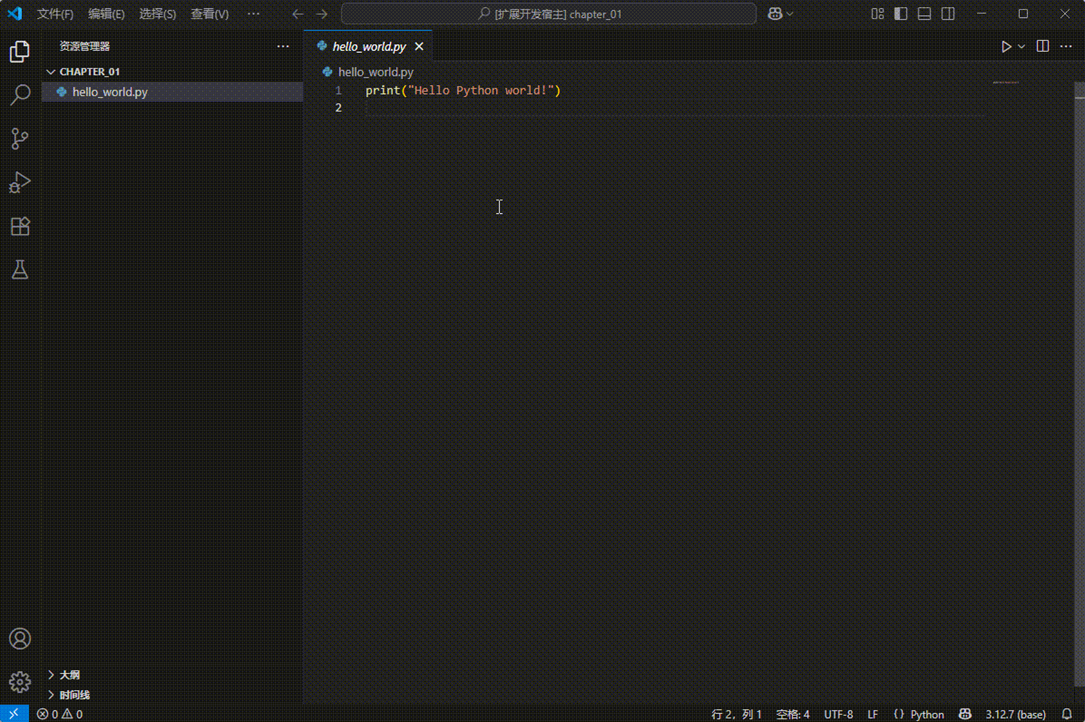 文件(F) 编辑(E) 选择(S) 查看(V) ··· [扩展开发宿主] chapter_01
资源管理器 ···
CHAPTER_01
hello_world.py
hello_world.py
hello_world.py
1 print("Hello Python world!")
2
大纲
时间线
0 0 行 2，列 1 空格: 4 UTF-8 LF {} Python 3.12.7 (base)